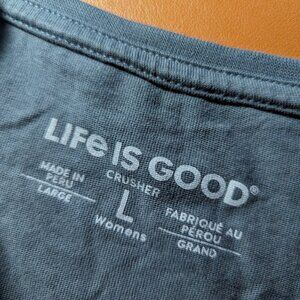 LIFe IS GOOD®
CRUSHER
MADE IN
PERU
LARGE
L
Womens
FABRIQUÉ AU
PÉROU
GRAND